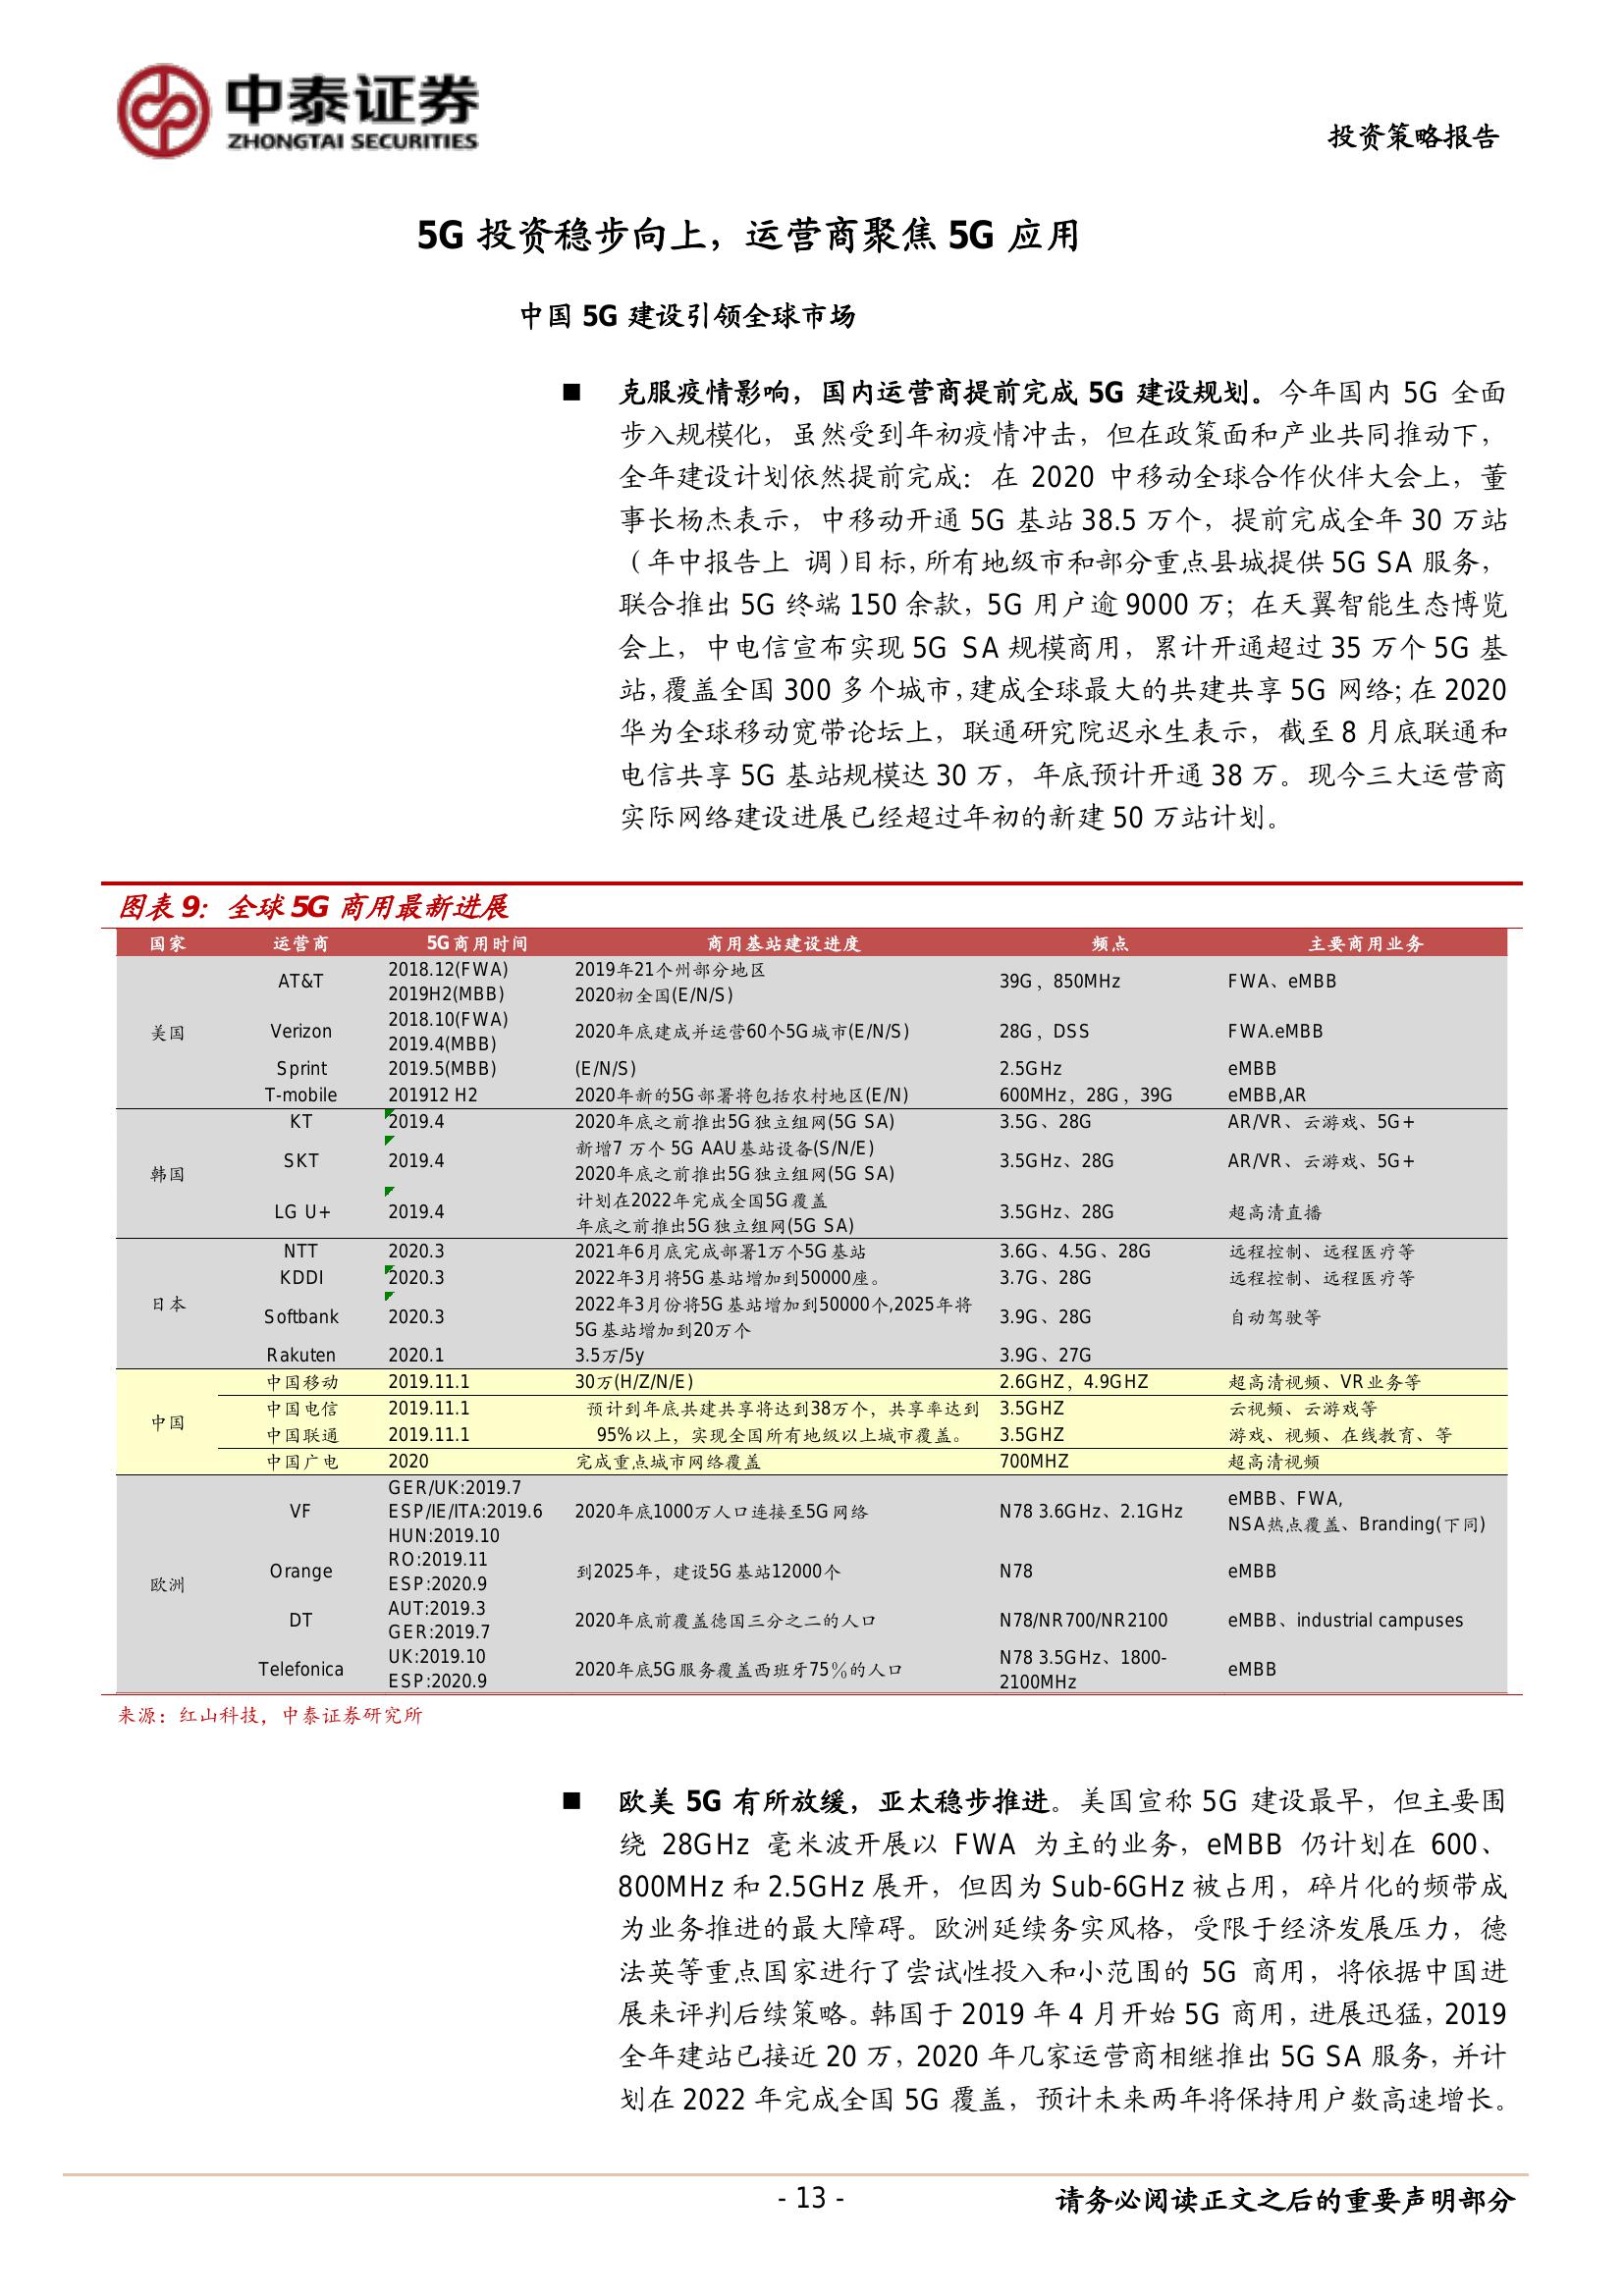 中泰证券
ZHONGTAI SECURITIES
投资策略报告
5G 投资稳步向上，运营商聚焦 5G 应用
中国 5G 建设引领全球市场
■ 克服疫情影响，国内运营商提前完成 5G 建设规划。今年国内 5G 全面
步入规模化，虽然受到年初疫情冲击，但在政策面和产业共同推动下，
全年建设计划依然提前完成：在 2020 中移动全球合作伙伴大会上，董
事长杨杰表示，中移动开通 5G 基站 38.5 万个，提前完成全年 30 万站
（年中报告上 调)目标，所有地级市和部分重点县城提供 5G SA 服务，
联合推出 5G 终端 150 余款，5G 用户逾 9000 万；在天翼智能生态博览
会上，中电信宣布实现 5G SA 规模商用，累计开通超过 35 万个 5G 基
站，覆盖全国 300 多个城市，建成全球最大的共建共享 5G 网络；在 2020
华为全球移动宽带论坛上，联通研究院迟永生表示，截至 8 月底联通和
电信共享 5G 基站规模达 30 万，年底预计开通 38 万。现今三大运营商
实际网络建设进展已经超过年初的新建 50 万站计划。
图表 9：全球 5G 商用最新进展
国家 运营商 5G商用时间 商用基站建设进度 频点 主要商用业务
美国
AT&T 2018.12(FWA) 2019H2(MBB) 2019年21个州部分地区 2020初全国(E/N/S) 39G，850MHz FWA、eMBB
Verizon 2018.10(FWA) 2019.4(MBB) 2020年底建成并运营60个5G城市(E/N/S) 28G，DSS FWA.eMBB
Sprint 2019.5(MBB) (E/N/S) 2.5GHz eMBB
T-mobile 201912 H2 2020年新的5G部署将包括农村地区(E/N) 600MHz，28G，39G eMBB,AR
韩国
KT 2019.4 2020年底之前推出5G独立组网(5G SA) 3.5G、28G AR/VR、云游戏、5G+
SKT 2019.4 新增7 万个 5G AAU基站设备(S/N/E) 2020年底之前推出5G独立组网(5G SA) 3.5GHz、28G AR/VR、云游戏、5G+
LG U+ 2019.4 计划在2022年完成全国5G覆盖 年底之前推出5G独立组网(5G SA) 3.5GHz、28G 超高清直播
日本
NTT 2020.3 2021年6月底完成部署1万个5G基站 3.6G、4.5G、28G 远程控制、远程医疗等
KDDI 2020.3 2022年3月将5G基站增加到50000座。 3.7G、28G 远程控制、远程医疗等
Softbank 2020.3 2022年3月份将5G基站增加到50000个,2025年将5G基站增加到20万个 3.9G、28G 自动驾驶等
Rakuten 2020.1 3.5万/5y 3.9G、27G
中国
中国移动 2019.11.1 30万(H/Z/N/E) 2.6GHZ，4.9GHZ 超高清视频、VR业务等
中国电信 2019.11.1 预计到年底共建共享将达到38万个，共享率达到 3.5GHZ 云视频、云游戏等
中国联通 2019.11.1 95%以上，实现全国所有地级以上城市覆盖。 3.5GHZ 游戏、视频、在线教育、等
中国广电 2020 完成重点城市网络覆盖 700MHZ 超高清视频
欧洲
VF GER/UK:2019.7 ESP/IE/ITA:2019.6 HUN:2019.10 2020年底1000万人口连接至5G网络 N78 3.6GHz、2.1GHz eMBB、FWA, NSA热点覆盖、Branding(下同)
Orange RO:2019.11 ESP:2020.9 到2025年，建设5G基站12000个 N78 eMBB
DT AUT:2019.3 GER:2019.7 2020年底前覆盖德国三分之二的人口 N78/NR700/NR2100 eMBB、industrial campuses
Telefonica UK:2019.10 ESP:2020.9 2020年底5G服务覆盖西班牙75%的人口 N78 3.5GHz、1800-2100MHz eMBB
来源：红山科技，中泰证券研究所
■ 欧美 5G 有所放缓，亚太稳步推进。美国宣称 5G 建设最早，但主要围
绕 28GHz 毫米波开展以 FWA 为主的业务，eMBB 仍计划在 600、
800MHz 和 2.5GHz 展开，但因为 Sub-6GHz 被占用，碎片化的频带成
为业务推进的最大障碍。欧洲延续务实风格，受限于经济发展压力，德
法英等重点国家进行了尝试性投入和小范围的 5G 商用，将依据中国进
展来评判后续策略。韩国于 2019 年 4 月开始 5G 商用，进展迅猛，2019
全年建站已接近 20 万，2020 年几家运营商相继推出 5G SA 服务，并计
划在 2022 年完成全国 5G 覆盖，预计未来两年将保持用户数高速增长。
- 13 -
请务必阅读正文之后的重要声明部分